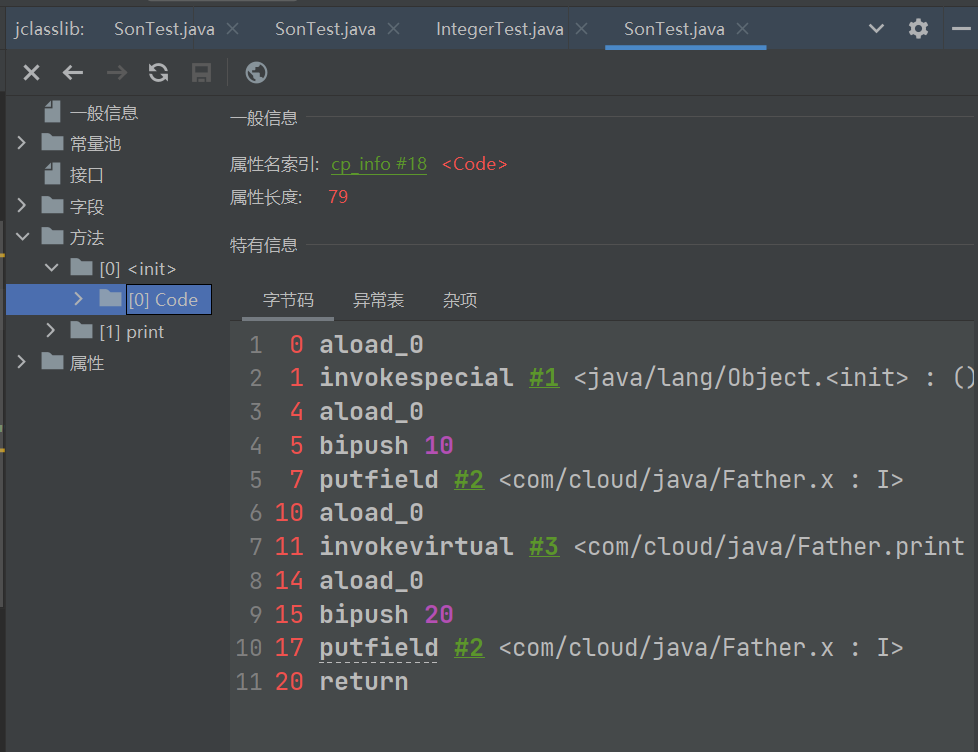 jclasslib: SonTest.java SonTest.java IntegerTest.java SonTest.java
一般信息
常量池
接口
字段
方法
[0] <init>
[0] Code
[1] print
属性
一般信息
属性名索引: cp_info #18 <Code>
属性长度: 79
特有信息
字节码 异常表 杂项
1 0 aload_0
2 1 invokespecial #1 <java/lang/Object.<init> : ()
3 4 aload_0
4 5 bipush 10
5 7 putfield #2 <com/cloud/java/Father.x : I>
6 10 aload_0
7 11 invokevirtual #3 <com/cloud/java/Father.print
8 14 aload_0
9 15 bipush 20
10 17 putfield #2 <com/cloud/java/Father.x : I>
11 20 return